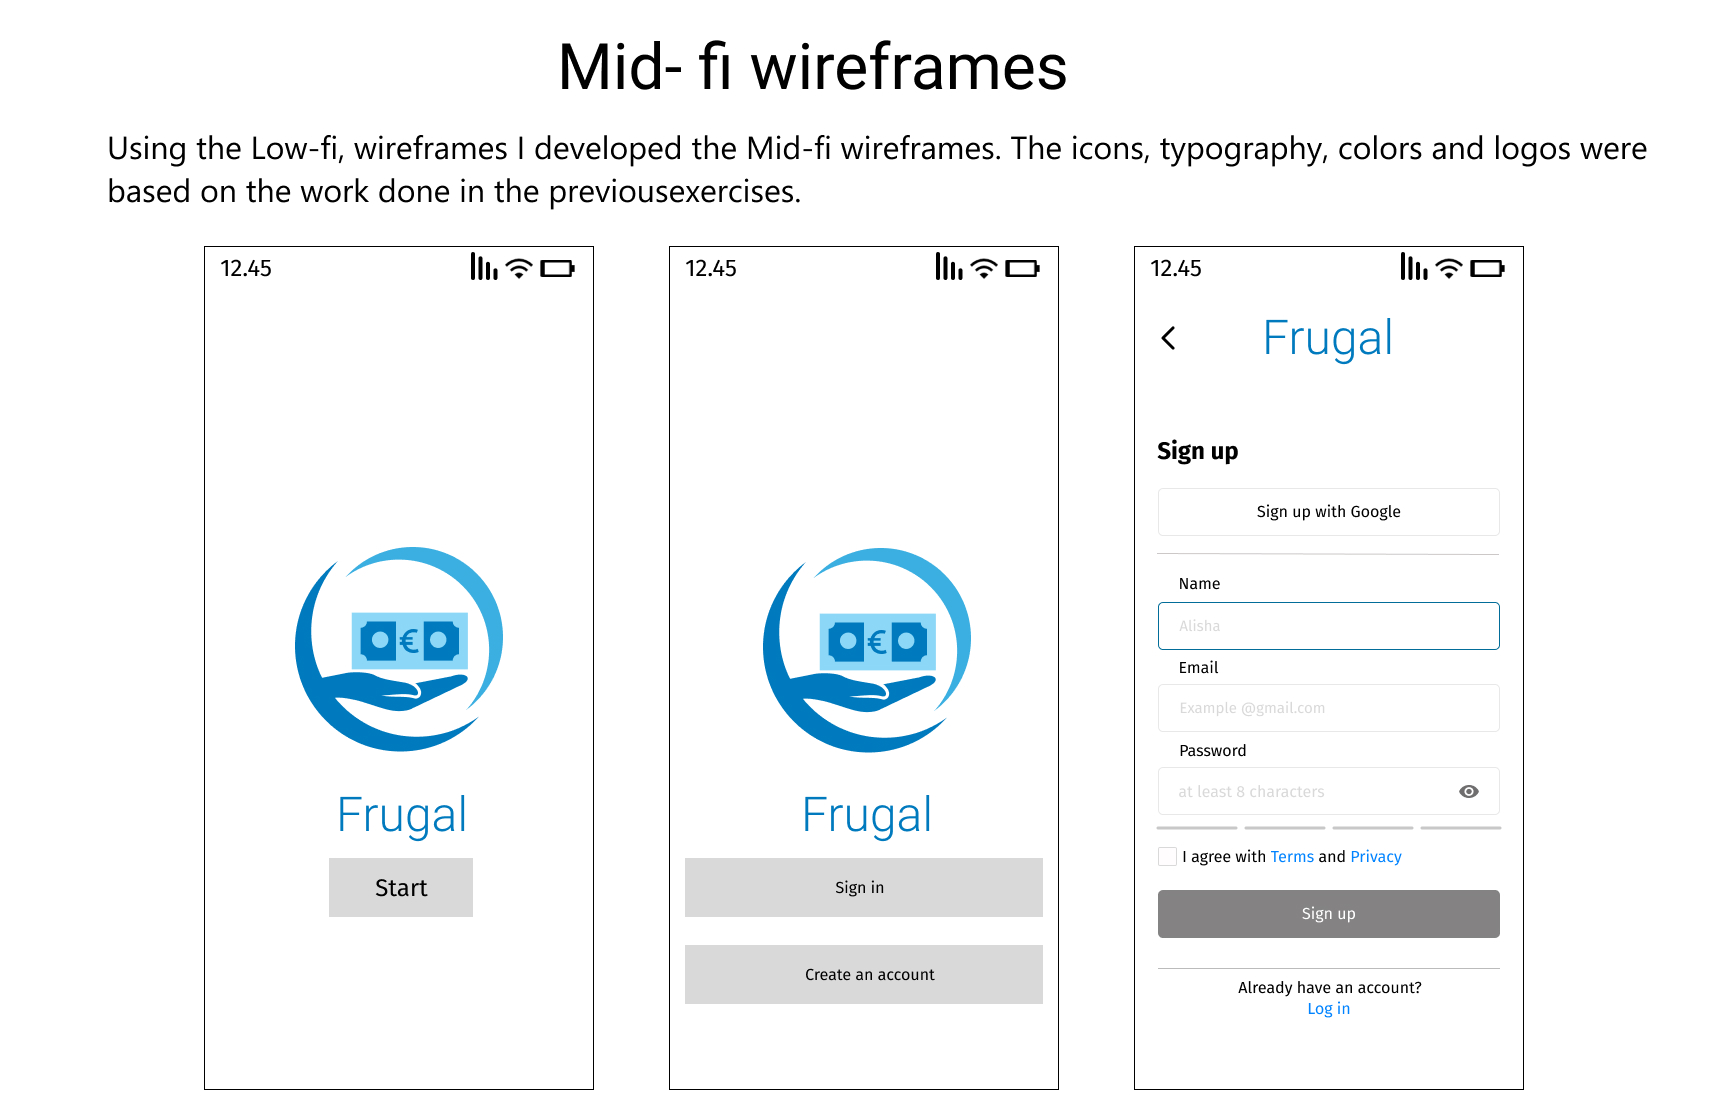 Mid- fi wireframes
Using the Low-fi, wireframes I developed the Mid-fi wireframes. The icons, typography, colors and logos were
based on the work done in the previousexercises.
12.45
€
Frugal
Start
12.45
€
Frugal
Sign in
Create an account
12.45
Frugal
Sign up
Sign up with Google
Name
Alisha
Email
Example @gmail.com
Password
at least 8 characters
I agree with Terms and Privacy
Sign up
Already have an account?
Log in